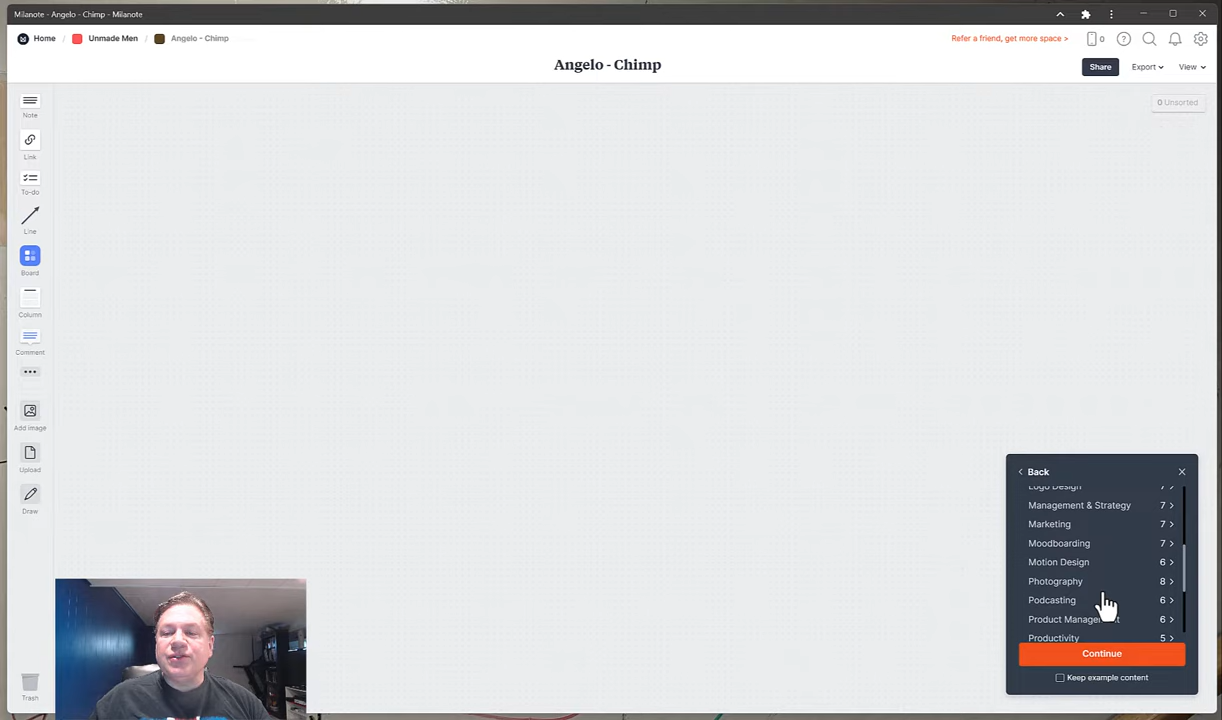 Milanote - Angelo - Chimp - Milanote
Home / Unmade Men / Angelo - Chimp
Refer a friend, get more space >
0
Angelo - Chimp
Share
Export
View
0 Unsorted
Note
Link
To-do
Line
Board
Column
Comment
Add image
Upload
Draw
Trash
Back
Logo Design 7
Management & Strategy 7
Marketing 7
Moodboarding 7
Motion Design 6
Photography 8
Podcasting 6
Product 6
Productivity 5
Continue
Keep example content